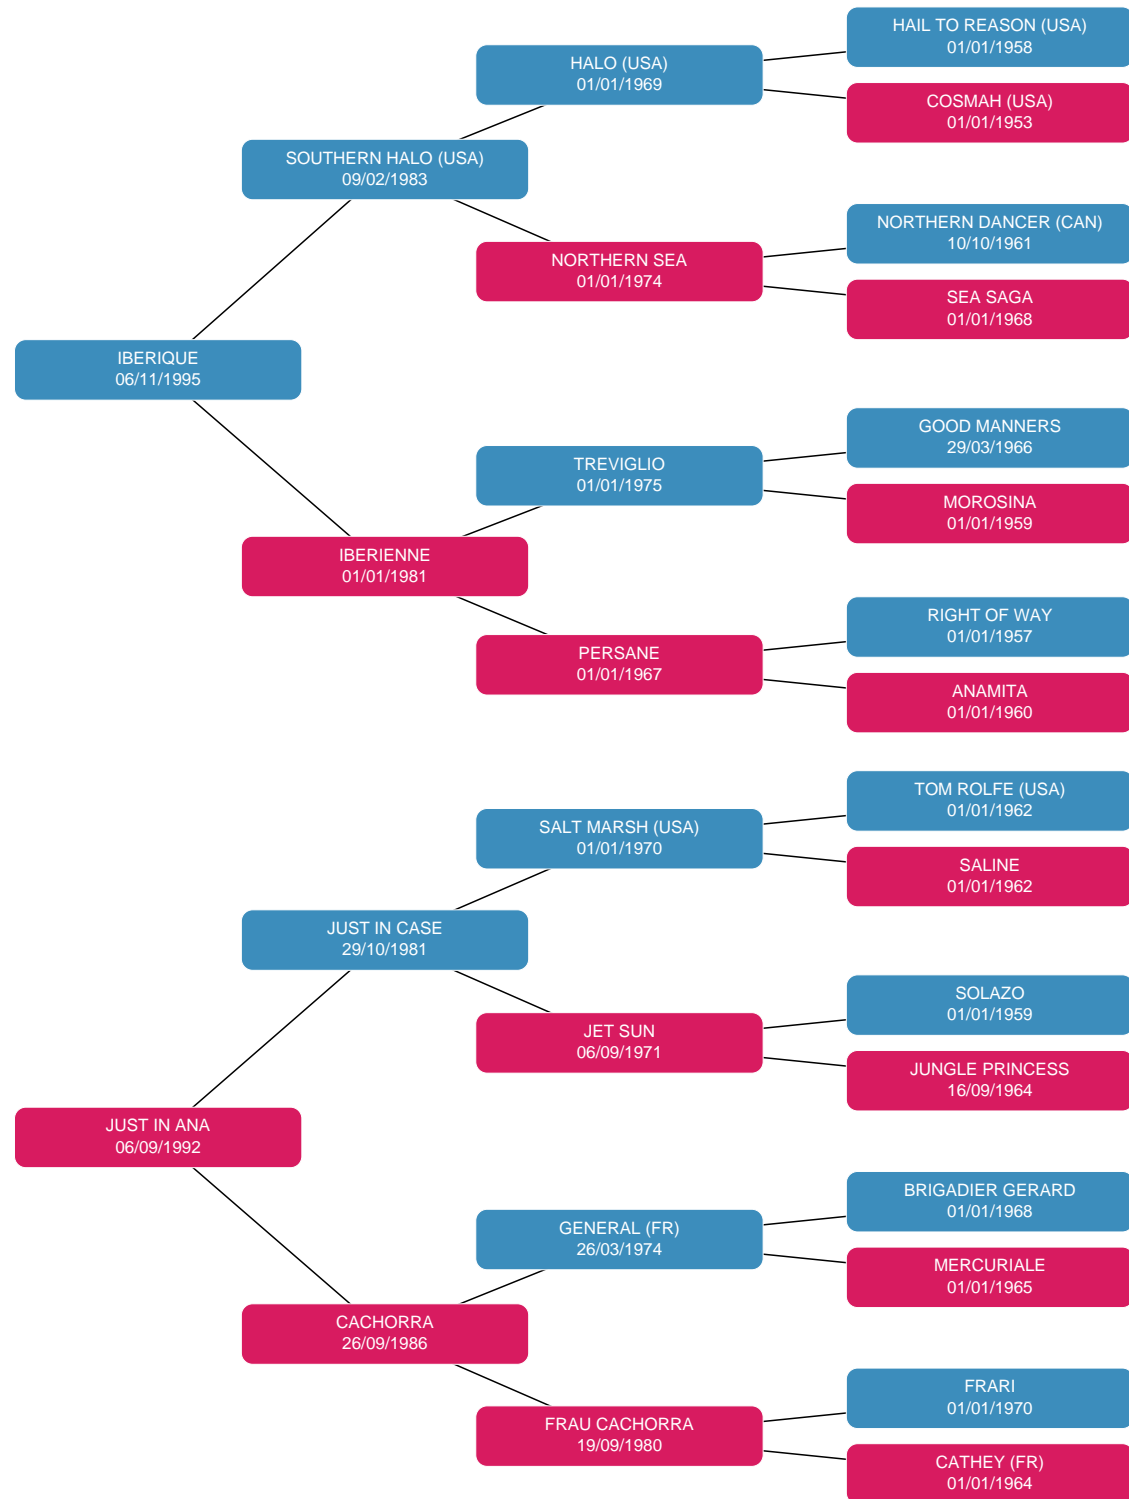 HAIL TO REASON (USA)
01/01/1958
HALO (USA)
01/01/1969
COSMAH (USA)
01/01/1953
SOUTHERN HALO (USA)
09/02/1983
NORTHERN DANCER (CAN)
10/10/1961
NORTHERN SEA
01/01/1974
SEA SAGA
01/01/1968
IBERIQUE
06/11/1995
GOOD MANNERS
29/03/1966
TREVIGLIO
01/01/1975
MOROSINA
01/01/1959
IBERIENNE
01/01/1981
RIGHT OF WAY
01/01/1957
PERSANE
01/01/1967
ANAMITA
01/01/1960
TOM ROLFE (USA)
01/01/1962
SALT MARSH (USA)
01/01/1970
SALINE
01/01/1962
JUST IN CASE
29/10/1981
SOLAZO
01/01/1959
JET SUN
06/09/1971
JUNGLE PRINCESS
16/09/1964
JUST IN ANA
06/09/1992
BRIGADIER GERARD
01/01/1968
GENERAL (FR)
26/03/1974
MERCURIALE
01/01/1965
CACHORRA
26/09/1986
FRARI
01/01/1970
FRAU CACHORRA
19/09/1980
CATHEY (FR)
01/01/1964